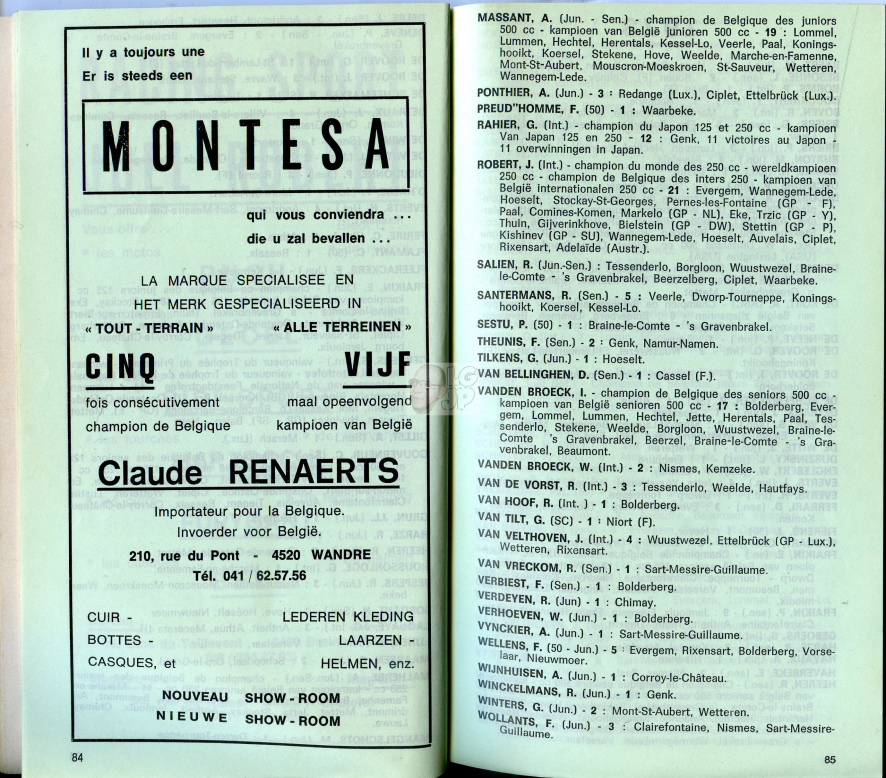 Il y a toujours une
Er is steeds een
MONTESA
qui vous conviendra ...
die u zal bevallen ...
LA MARQUE SPECIALISEE EN
HET MERK GESPECIALISEERD IN
« TOUT - TERRAIN » « ALLE TERREINEN »
CINQ VIJF
fois consécutivement maal opeenvolgend
champion de Belgique kampioen van België
Claude RENAERTS
Importateur pour la Belgique.
Invoerder voor België.
210, rue du Pont - 4520 WANDRE
Tél. 041 / 62.57.56
CUIR - LEDEREN KLEDING
BOTTES - LAARZEN -
CASQUES, et HELMEN, enz.
NOUVEAU SHOW - ROOM
NIEUWE SHOW - ROOM
84
MASSANT, A. (Jun. - Sen.) - champion de Belgique des juniors
500 cc - kampioen van België junioren 500 cc - 19 : Lommel,
Lummen, Hechtel, Herentals, Kessel-Lo, Veerle, Paal, Konings-
hooikt, Koersel, Stekene, Hove, Weelde, Marche-en-Famenne,
Mont-St-Aubert, Mouscron-Moeskroen, St-Sauveur, Wetteren,
Wannegem-Lede.
PONTHIER, A. (Jun.) - 3 : Redange (Lux.), Ciplet, Ettelbrück (Lux.).
PREUD"HOMME, F. (50) - 1 : Waarbeke.
RAHIER, G. (Int.) - champion du Japon 125 et 250 cc - kampioen
Van Japan 125 en 250 - 12 : Genk, 11 victoires au Japon -
11 overwinningen in Japan.
ROBERT, J. (Int.) - champion du monde des 250 cc - wereldkampioen
250 cc - champion de Belgique des inters 250 - kampioen van
België internationalen 250 cc - 21 : Evergem, Wannegem-Lede,
Hoeselt, Stockay-St-Georges, Pernes-les-Fontaine (GP - F),
Paal, Comines-Komen, Markelo (GP - NL), Eke, Trzic (GP - Y),
Thuin, Gijverinkhove, Bielstein (GP - DW), Stettin (GP - P),
Kishinev (GP - SU), Wannegem-Lede, Hoeselt, Auvelais, Ciplet,
Rixensart, Adelaïde (Austr.).
SALIEN, R. (Jun.-Sen.) : Tessenderlo, Borgloon, Wuustwezel, Braine-
le-Comte - 's Gravenbrakel, Beerzelberg, Ciplet, Waarbeke.
SANTERMANS, R. (Sen.) - 5 : Veerle, Dworp-Tourneppe, Konings-
hooikt, Koersel, Kessel-Lo.
SESTU, P. (50) - 1 : Braine-le-Comte - 's Gravenbrakel.
THEUNIS, F. (Sen.) - 2 : Genk, Namur-Namen.
TILKENS, G. (Jun.) - 1 : Hoeselt.
VAN BELLINGHEN, D. (Sen.) - 1 : Cassel (F.).
VANDEN BROECK, I. - champion de Belgique des seniors 500 cc -
kampioen van België senioren 500 cc - 17 : Bolderberg, Ever-
gem, Lommel, Lummen, Hechtel, Jette, Herentals, Paal, Tes-
senderlo, Stekene, Weelde, Borgloon, Wuustwezel, Braine-le-
Comte 's Gravenbrakel, Beerzel, Braine-le-Comte - 's Gra-
venbrakel, Beaumont.
VANDEN BROECK, W. (Int.) - 2 : Nismes, Kemzeke.
VAN DE VORST, R. (Int.) - 3 : Tessenderlo, Weelde, Hautfays.
VAN HOOF, R. (Int. ) - 1 : Bolderberg.
VAN TILT, G. (SC) - 1 : Niort (F).
VAN VELTHOVEN, J. (Int.) - 4 : Wuustwezel, Ettelbrück (GP - Lux.),
Wetteren, Rixensart.
VAN VRECKOM, R. (Sen.) - 1 : Sart-Messire-Guillaume.
VERBIEST, F. (Sen.) - 1 : Bolderberg.
VERDEYEN, R. (Jun) - 1 : Chimay.
VERHOEVEN, W. (Jun.) - 1 : Bolderberg.
VYNCKIER, A. (Jun.) - 1 : Sart-Messire-Guillaume.
WELLENS, F. (50 - Jun. - 5 : Evergem, Rixensart, Bolderberg, Vorse-
laar, Nieuwmoer.
WIJNHUISEN, A. (Jun.) - 1 : Corroy-le-Château.
WINCKELMANS, R. (Jun.) - 1 : Genk.
WINTERS, G. (Jun.) - 2 : Mont-St-Aubert, Wetteren.
WOLLANTS, F. (Jun.) - 3 : Clairefontaine, Nismes, Sart-Messire-
Guillaume.
85